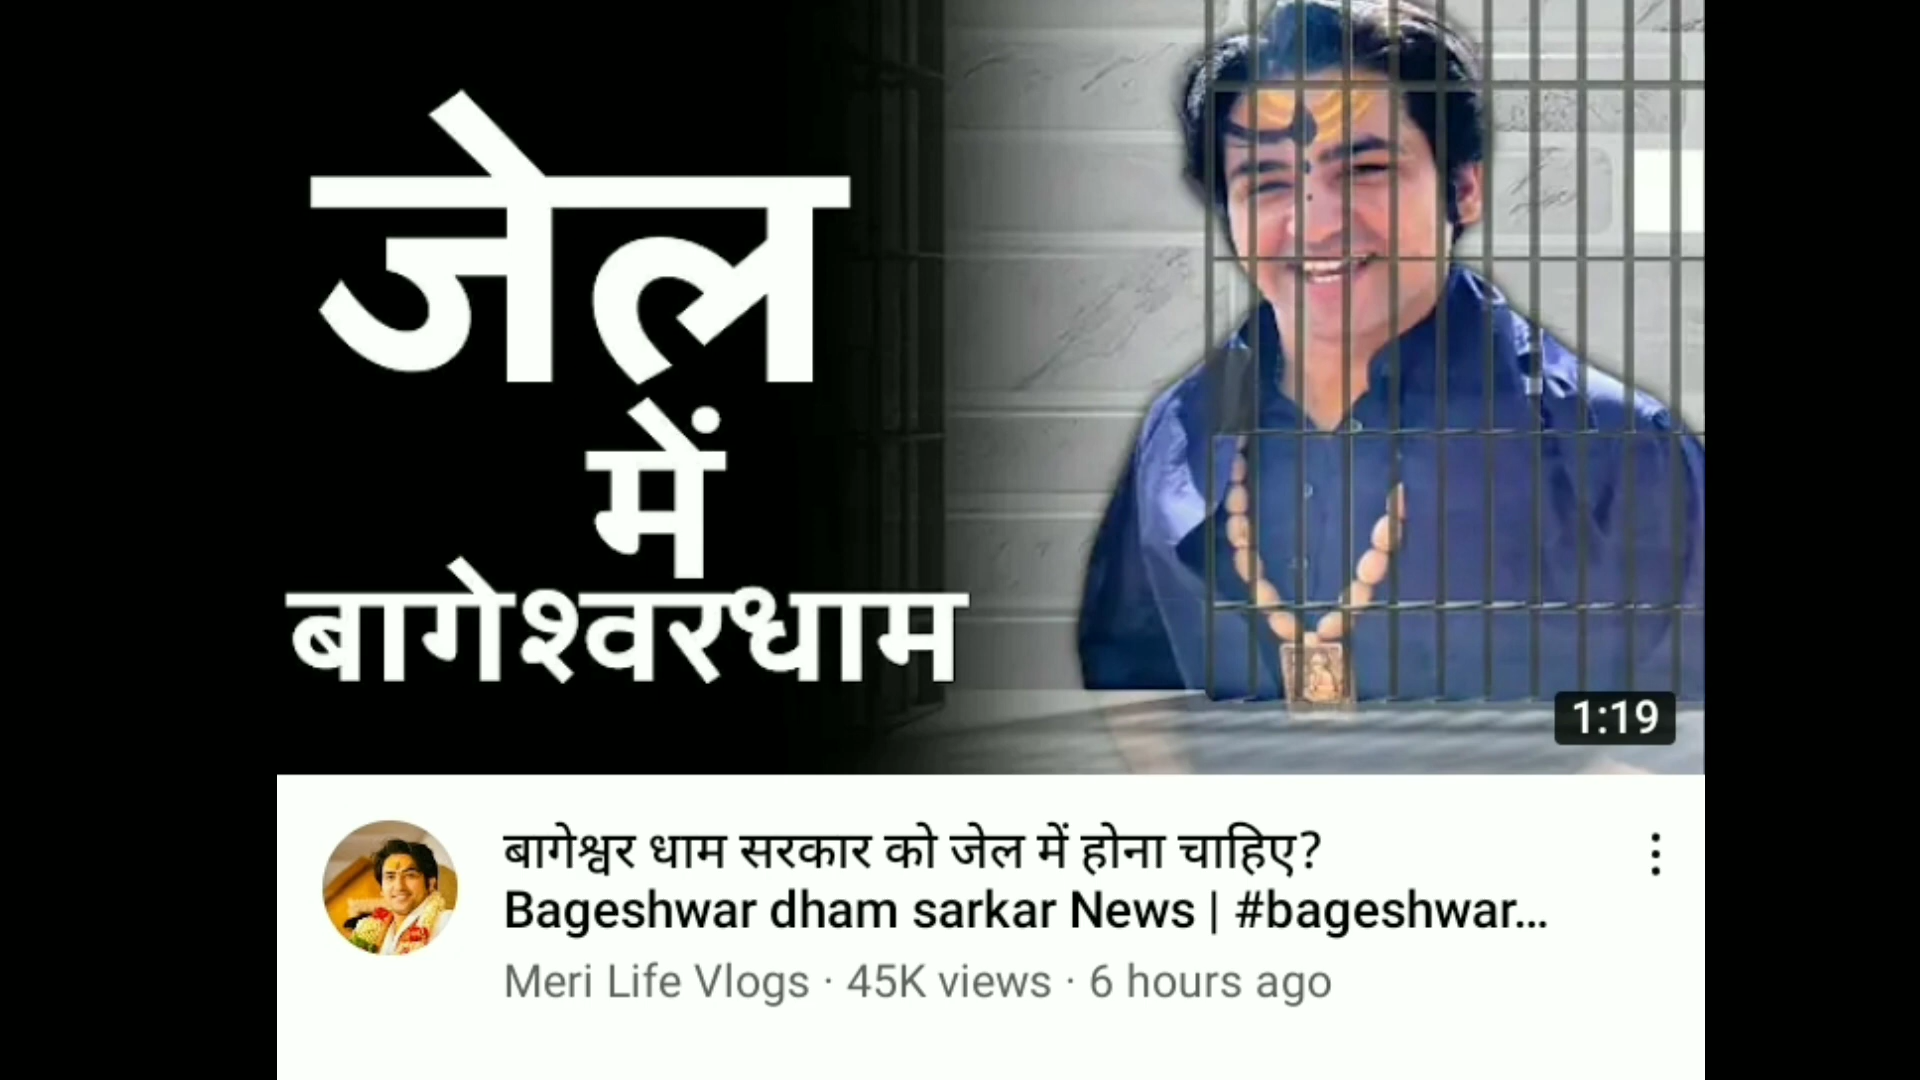 जेल
में
बागेश्वरधाम
1:19
बागेश्वर धाम सरकार को जेल में होना चाहिए?
Bageshwar dham sarkar News | #bageshwar...
Meri Life Vlogs · 45K views · 6 hours ago